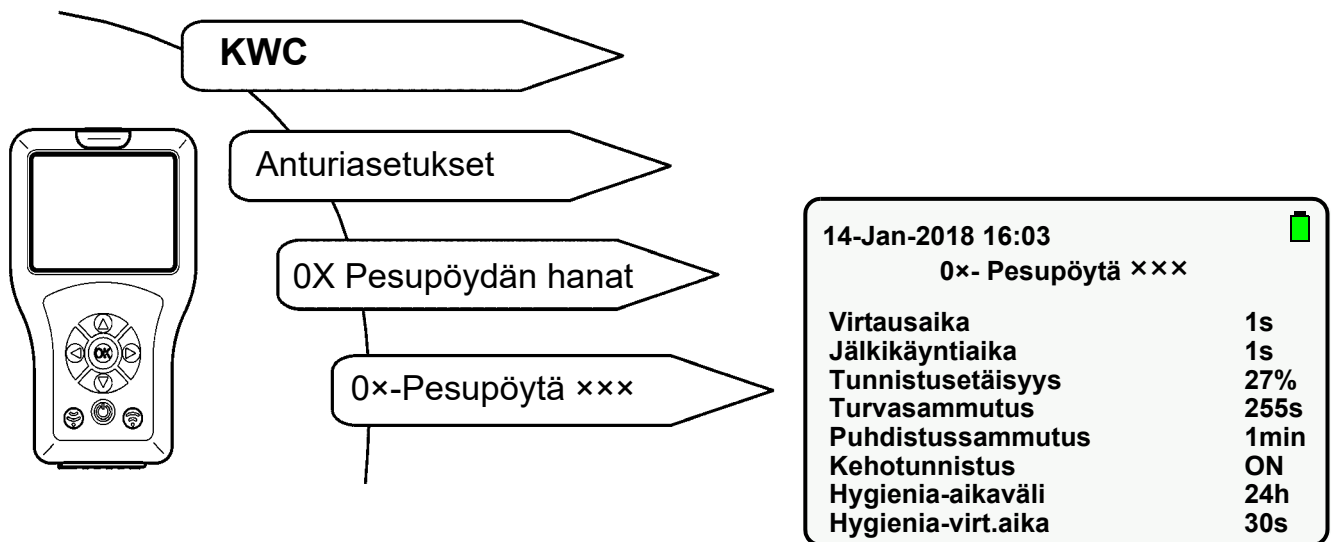 KWC
Anturiasetukset
0X Pesupöydän hanat
0×-Pesupöytä ×××
OK
14-Jan-2018 16:03
0×- Pesupöytä ×××
Virtausaika 1s
Jälkikäyntiaika 1s
Tunnistusetäisyys 27%
Turvasammutus 255s
Puhdistussammutus 1min
Kehotunnistus ON
Hygienia-aikaväli 24h
Hygienia-virt.aika 30s